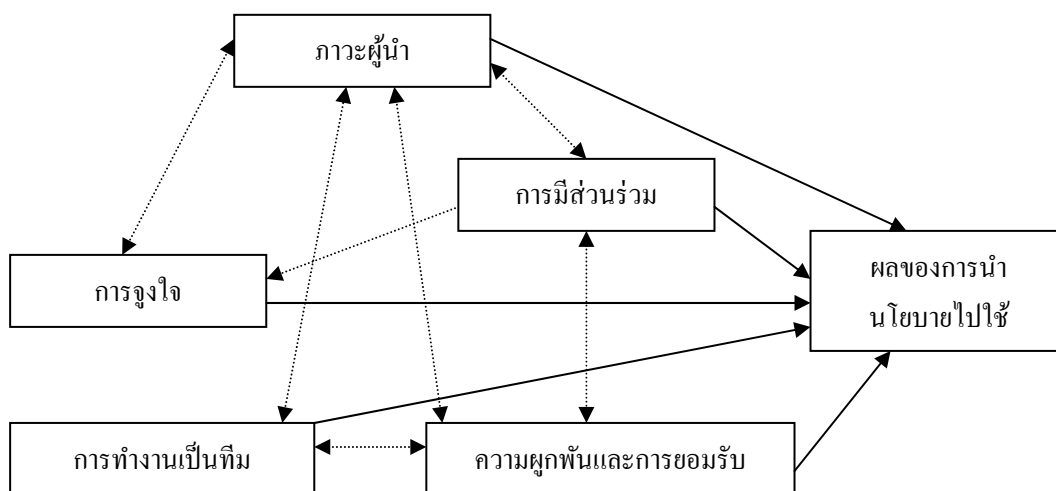 ภาวะผู้นำ
การมีส่วนร่วม
การจูงใจ
ผลของการนำ
นโยบายไปใช้
การทำงานเป็นทีม
ความผูกพันและการยอมรับ